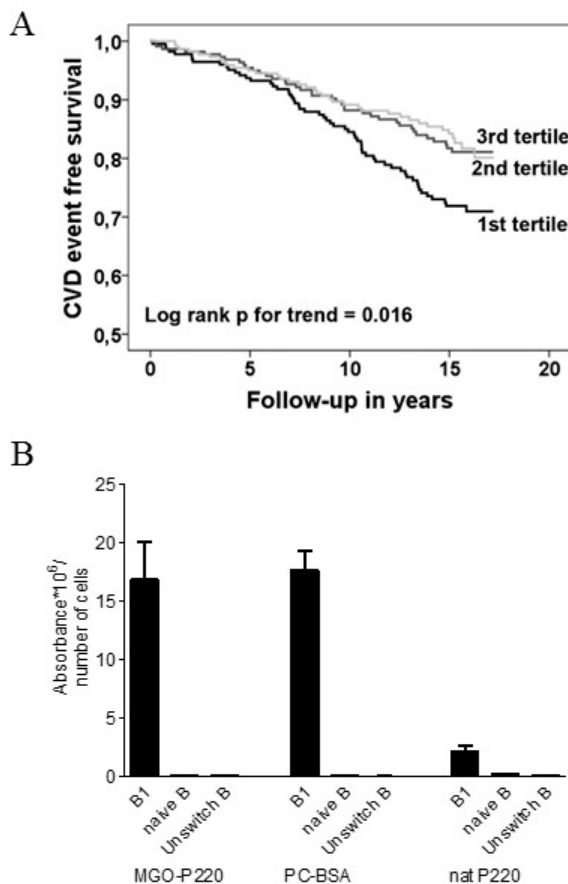 A
1,0
0,9
0,8
0,7
0,6
0,5
CVD event free survival
3rd tertile
2nd tertile
1st tertile
Log rank p for trend = 0.016
0 5 10 15 20
Follow-up in years
B
25
20
15
10
5
0
Absorbance*10⁶/
number of cells
B1 naive B Unswitch B B1 naive B Unswitch B B1 naive B Unswitch B
MGO-P220 PC-BSA nat P220